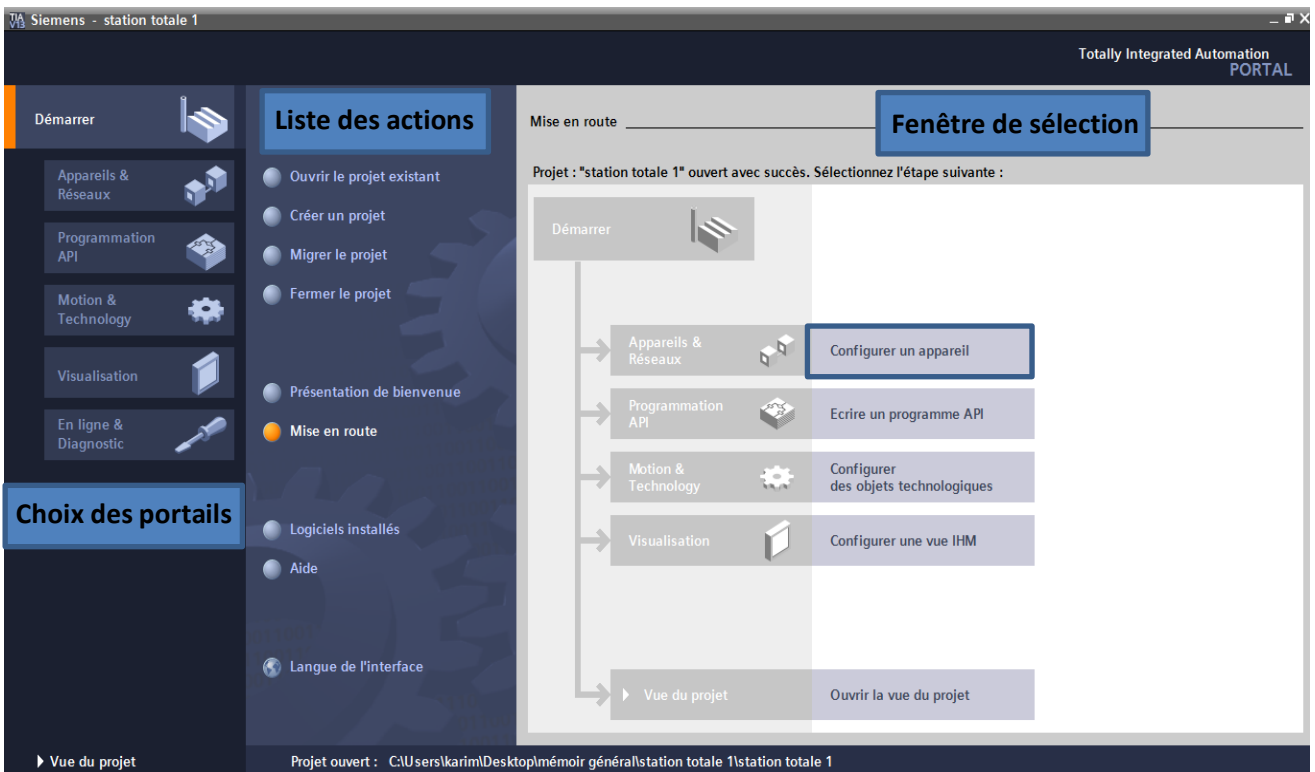 TIA V13 Siemens - station totale 1
Totally Integrated Automation
PORTAL
Démarrer
Appareils &
Réseaux
Programmation
API
Motion &
Technology
Visualisation
En ligne &
Diagnostic
Choix des portails
Vue du projet
Liste des actions
Ouvrir le projet existant
Créer un projet
Migrer le projet
Fermer le projet
Présentation de bienvenue
Mise en route
Logiciels installés
Aide
Langue de l'interface
Mise en route
Fenêtre de sélection
Projet : "station totale 1" ouvert avec succès. Sélectionnez l'étape suivante :
Démarrer
Appareils &
Réseaux
Configurer un appareil
Programmation
API
Ecrire un programme API
Motion &
Technology
Configurer
des objets technologiques
Visualisation
Configurer une vue IHM
Vue du projet
Ouvrir la vue du projet
Projet ouvert : C:\Users\karim\Desktop\mémoir général\station totale 1\station totale 1